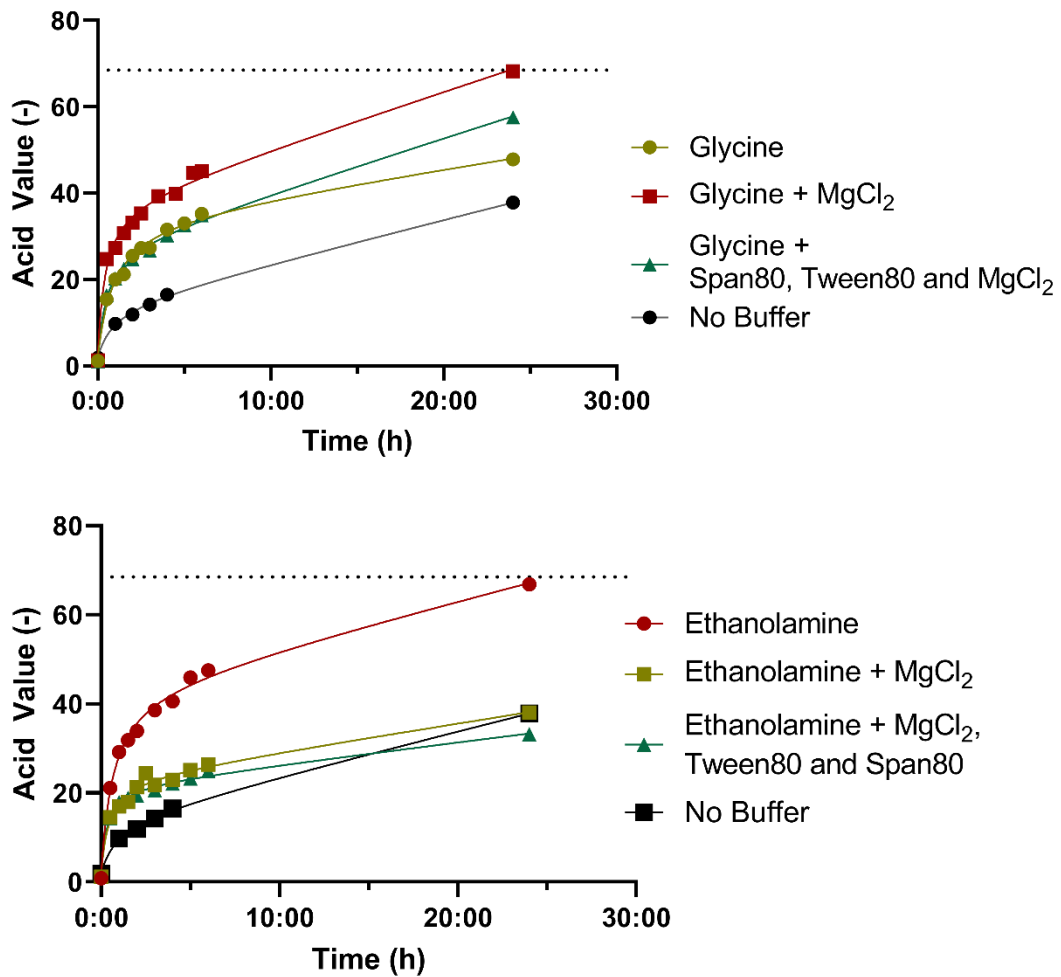 80
60
40
20
0
Acid Value (-)
0:00
10:00
20:00
30:00
Time (h)
Glycine
Glycine + MgCl₂
Glycine +
Span80, Tween80 and MgCl₂
No Buffer
80
60
40
20
0
Acid Value (-)
0:00
10:00
20:00
30:00
Time (h)
Ethanolamine
Ethanolamine + MgCl₂
Ethanolamine + MgCl₂,
Tween80 and Span80
No Buffer